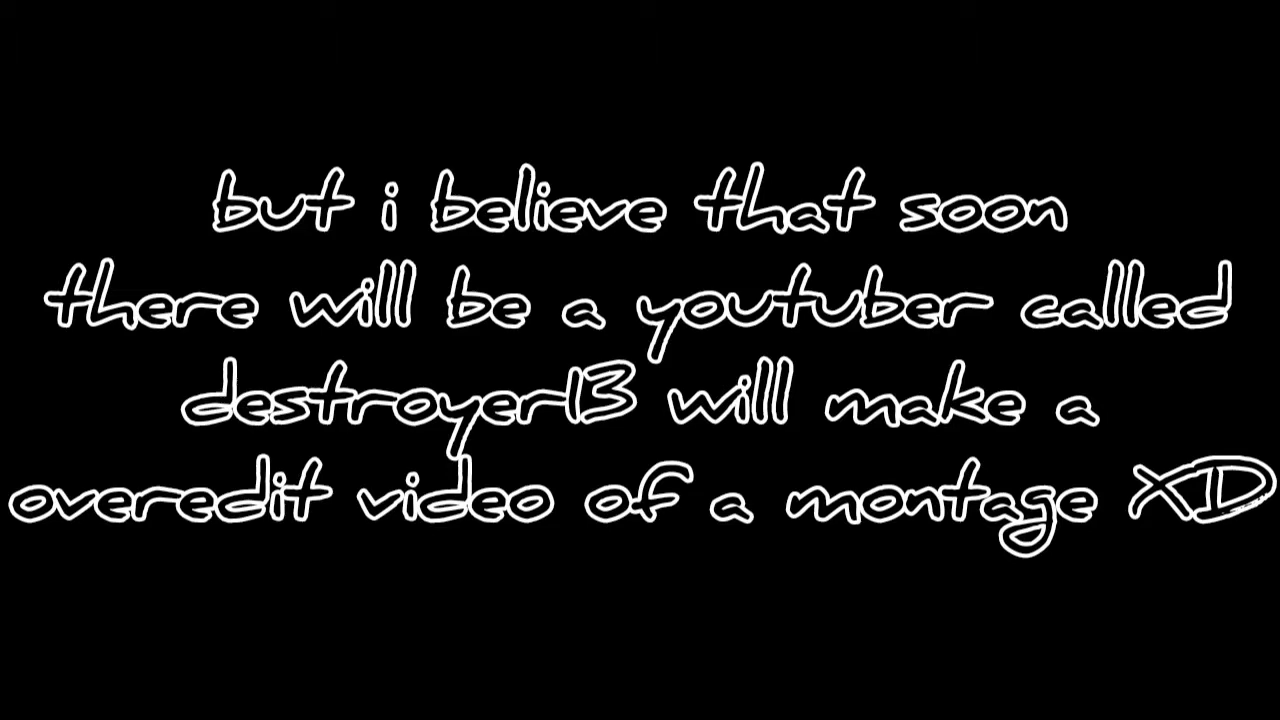 but i believe that soon
there will be a youtuber called
destroyer13 will make a
overedit video of a montage XD